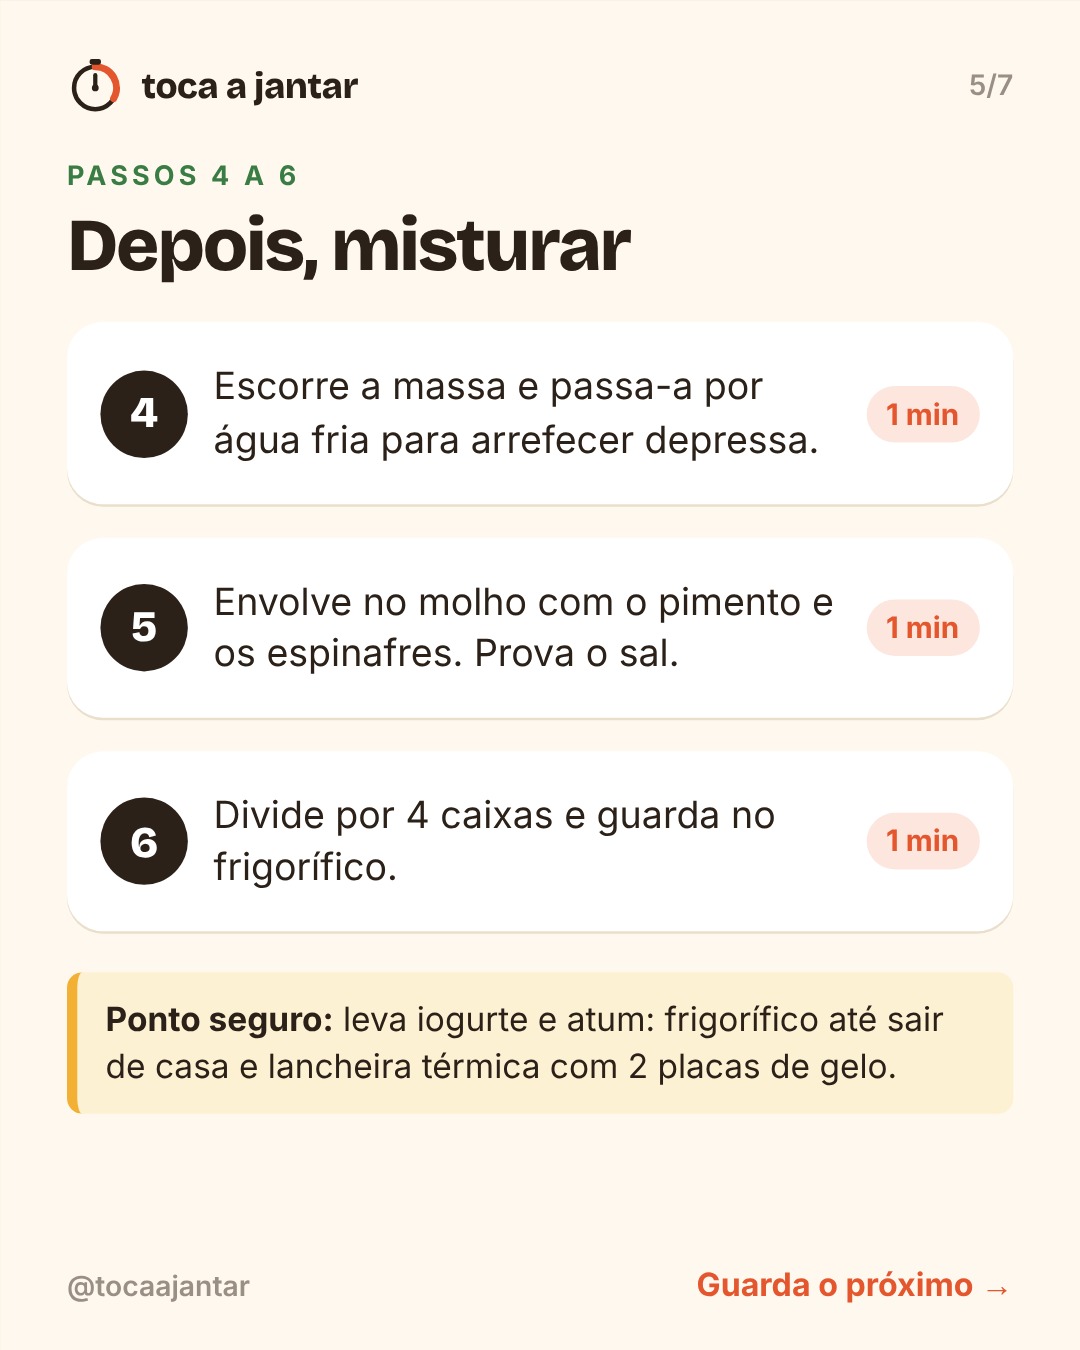 toca a jantar
5/7
PASSOS 4 A 6
Depois, misturar
4
Escorre a massa e passa-a por
água fria para arrefecer depressa.
1 min
5
Envolve no molho com o pimento e
os espinafres. Prova o sal.
1 min
6
Divide por 4 caixas e guarda no
frigorífico.
1 min
Ponto seguro: leva iogurte e atum: frigorífico até sair
de casa e lancheira térmica com 2 placas de gelo.
@tocaajantar
Guarda o próximo →